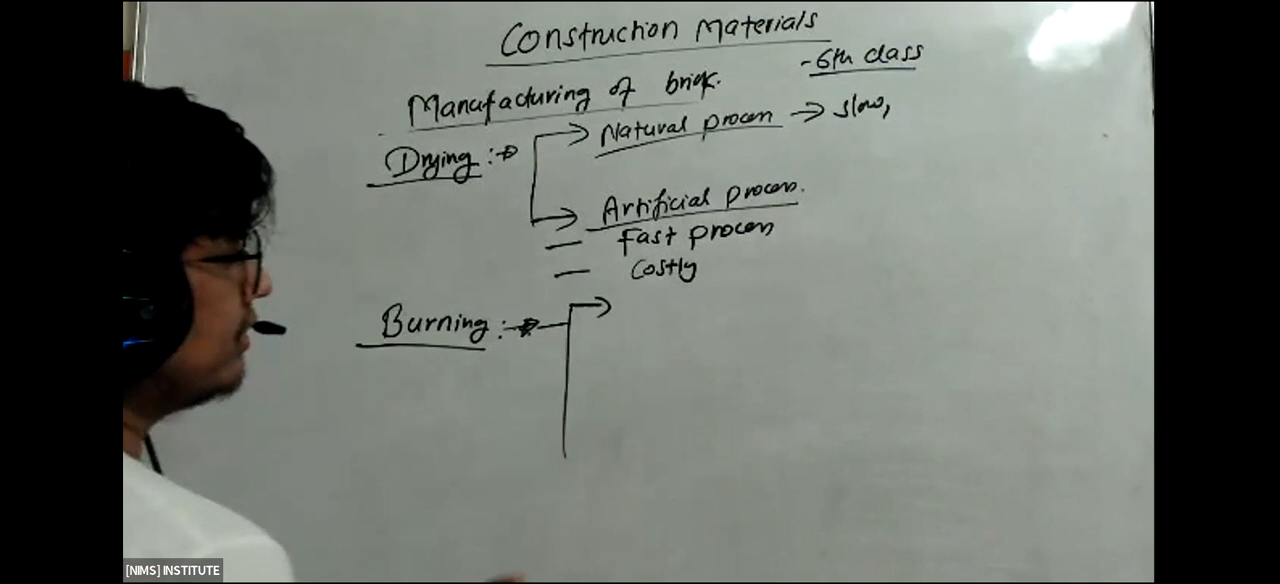 Construction Materials
- 6th class
Manufacturing of brick.
Drying :→ → Natural process → slow,
→ Artificial process.
— fast process
— costly
Burning :→
[NIMS] INSTITUTE